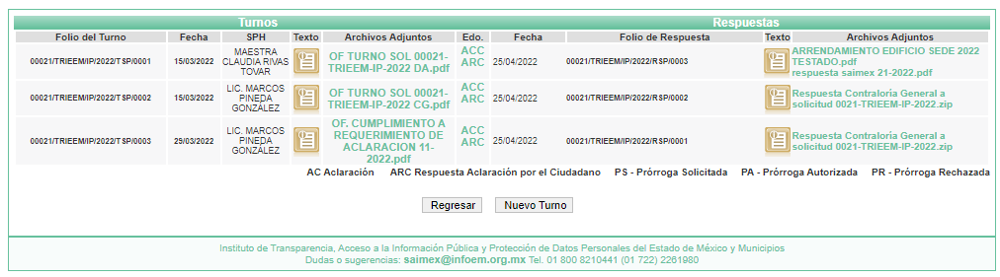 Turnos Respuestas
Folio del Turno Fecha SPH Texto Archivos Adjuntos Edo. Fecha Folio de Respuesta Texto Archivos Adjuntos
00021/TRIEEM/IP/2022/TSP/0001 15/03/2022 MAESTRA CLAUDIA RIVAS TOVAR OF TURNO SOL 00021-TRIEEM-IP-2022 DA.pdf ACC ARC 25/04/2022 00021/TRIEEM/IP/2022/RSP/0003 ARRENDAMIENTO EDIFICIO SEDE 2022 TESTADO.pdf
respuesta saimex 21-2022.pdf
00021/TRIEEM/IP/2022/TSP/0002 15/03/2022 LIC. MARCOS PINEDA GONZÁLEZ OF TURNO SOL 00021-TRIEEM-IP-2022 CG.pdf ACC ARC 25/04/2022 00021/TRIEEM/IP/2022/RSP/0002 Respuesta Contraloría General a solicitud 0021-TRIEEM-IP-2022.zip
00021/TRIEEM/IP/2022/TSP/0003 29/03/2022 LIC. MARCOS PINEDA GONZÁLEZ OF. CUMPLIMIENTO A REQUERIMIENTO DE ACLARACION 11-2022.pdf ACC ARC 25/04/2022 00021/TRIEEM/IP/2022/RSP/0001 Respuesta Contraloría General a solicitud 0021-TRIEEM-IP-2022.zip
AC Aclaración ARC Respuesta Aclaración por el Ciudadano PS - Prórroga Solicitada PA - Prórroga Autorizada PR - Prórroga Rechazada
Regresar Nuevo Turno
Instituto de Transparencia, Acceso a la Información Pública y Protección de Datos Personales del Estado de México y Municipios
Dudas o sugerencias: saimex@infoem.org.mx Tel. 01 800 8210441 (01 722) 2261980